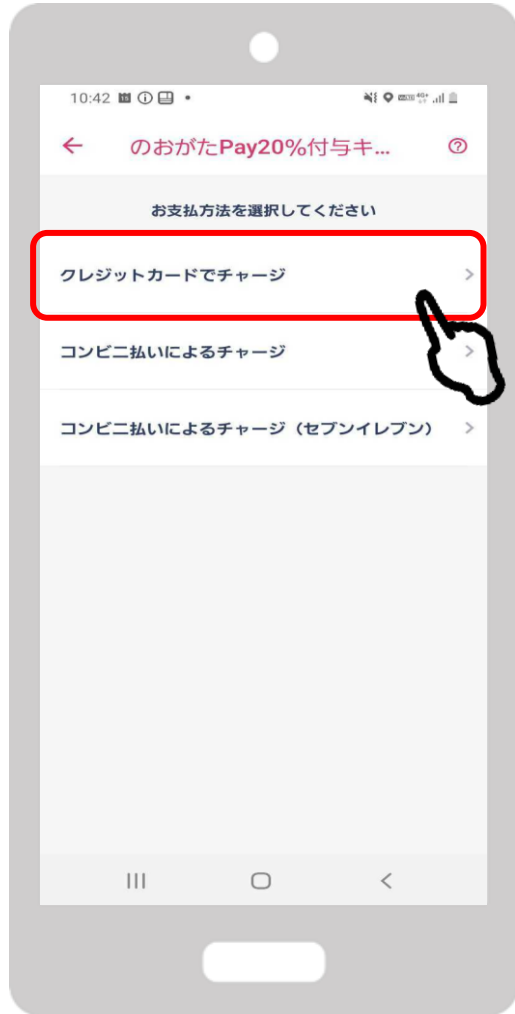 10:42
のおがたPay20%付与キ...
お支払方法を選択してください
クレジットカードでチャージ
コンビニ払いによるチャージ
コンビニ払いによるチャージ（セブンイレブン）